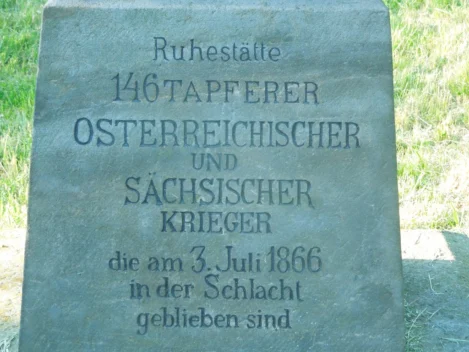 Ruhestätte
146 TAPFERER
OSTERREICHISCHER
UND
SÄCHSISCHER
KRIEGER
die am 3. Juli 1866
in der Schlacht
geblieben sind